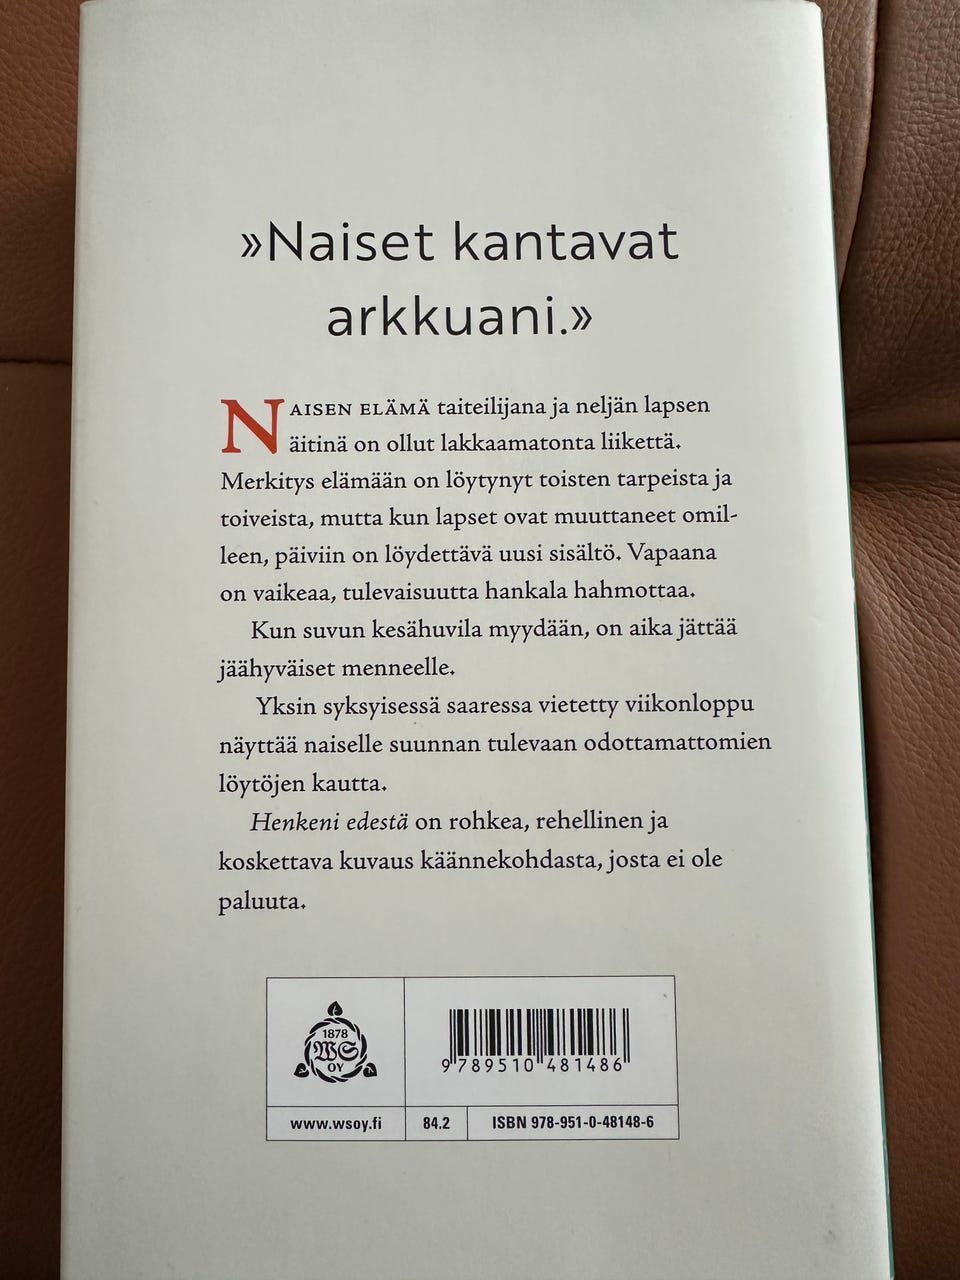 »Naiset kantavat
arkkuani.»
NAISEN ELÄMÄ taiteilijana ja neljän lapsen
äitinä on ollut lakkaamatonta liikettä.
Merkitys elämään on löytynyt toisten tarpeista ja
toiveista, mutta kun lapset ovat muuttaneet omil-
leen, päiviin on löydettävä uusi sisältö. Vapaana
on vaikeaa, tulevaisuutta hankala hahmottaa.
Kun suvun kesähuvila myydään, on aika jättää
jäähyväiset menneelle.
Yksin syksyisessä saaressa vietetty viikonloppu
näyttää naiselle suunnan tulevaan odottamattomien
löytöjen kautta.
Henkeni edestä on rohkea, rehellinen ja
koskettava kuvaus käännekohdasta, josta ei ole
paluuta.
1878
WS
OY
9 789510 481486
www.wsoy.fi
84.2
ISBN 978-951-0-48148-6